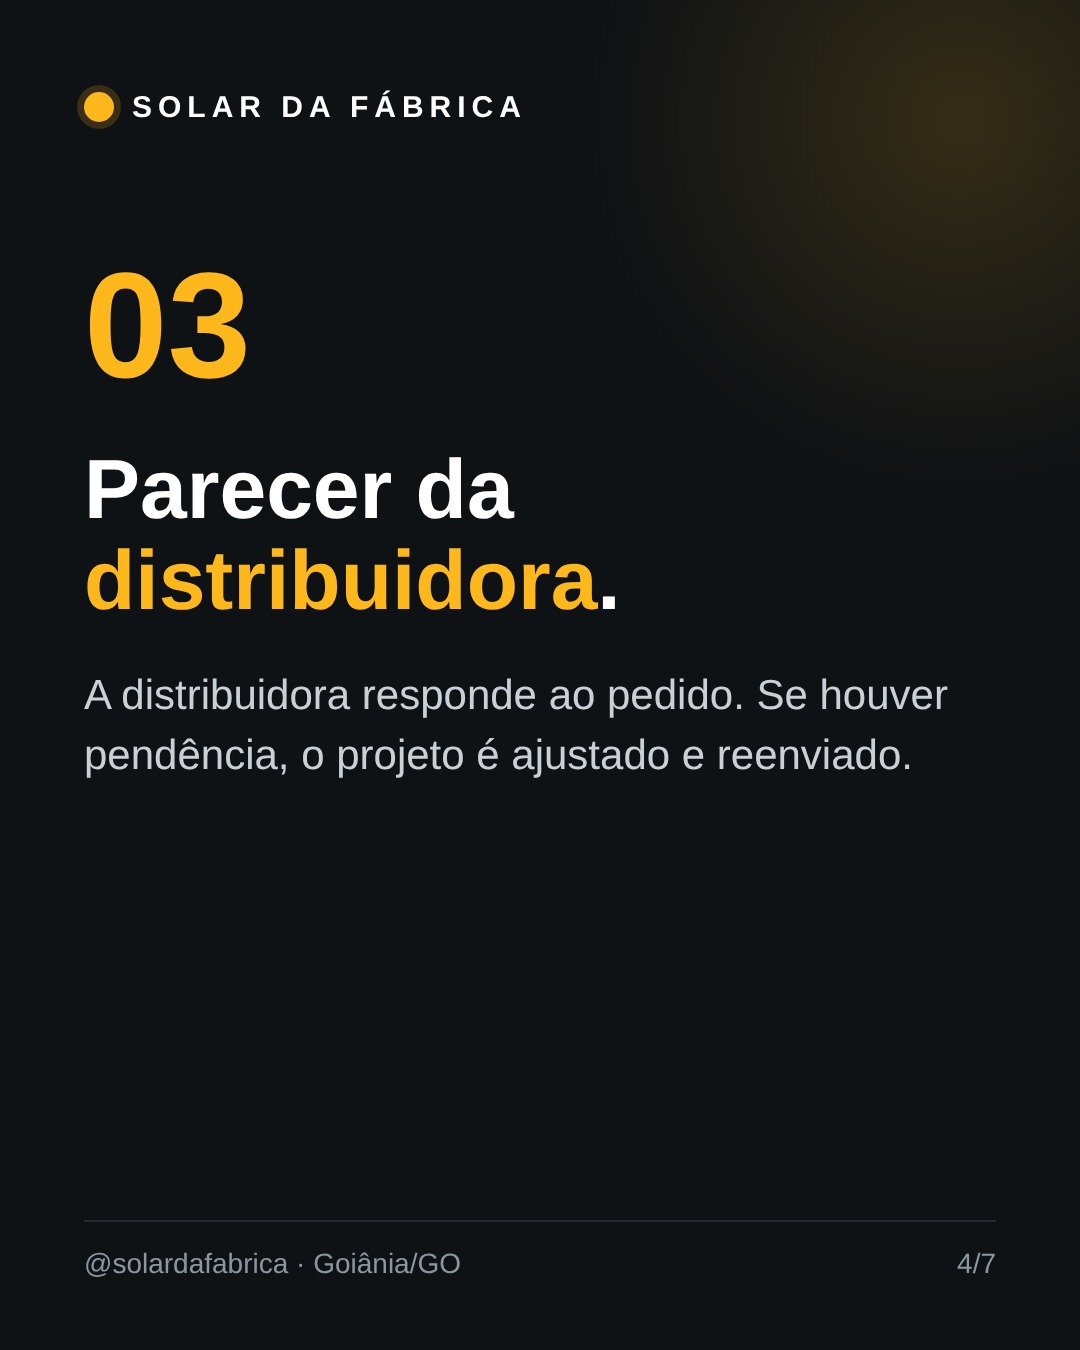 SOLAR DA FÁBRICA
03
Parecer da
distribuidora.
A distribuidora responde ao pedido. Se houver
pendência, o projeto é ajustado e reenviado.
@solardafabrica · Goiânia/GO
4/7